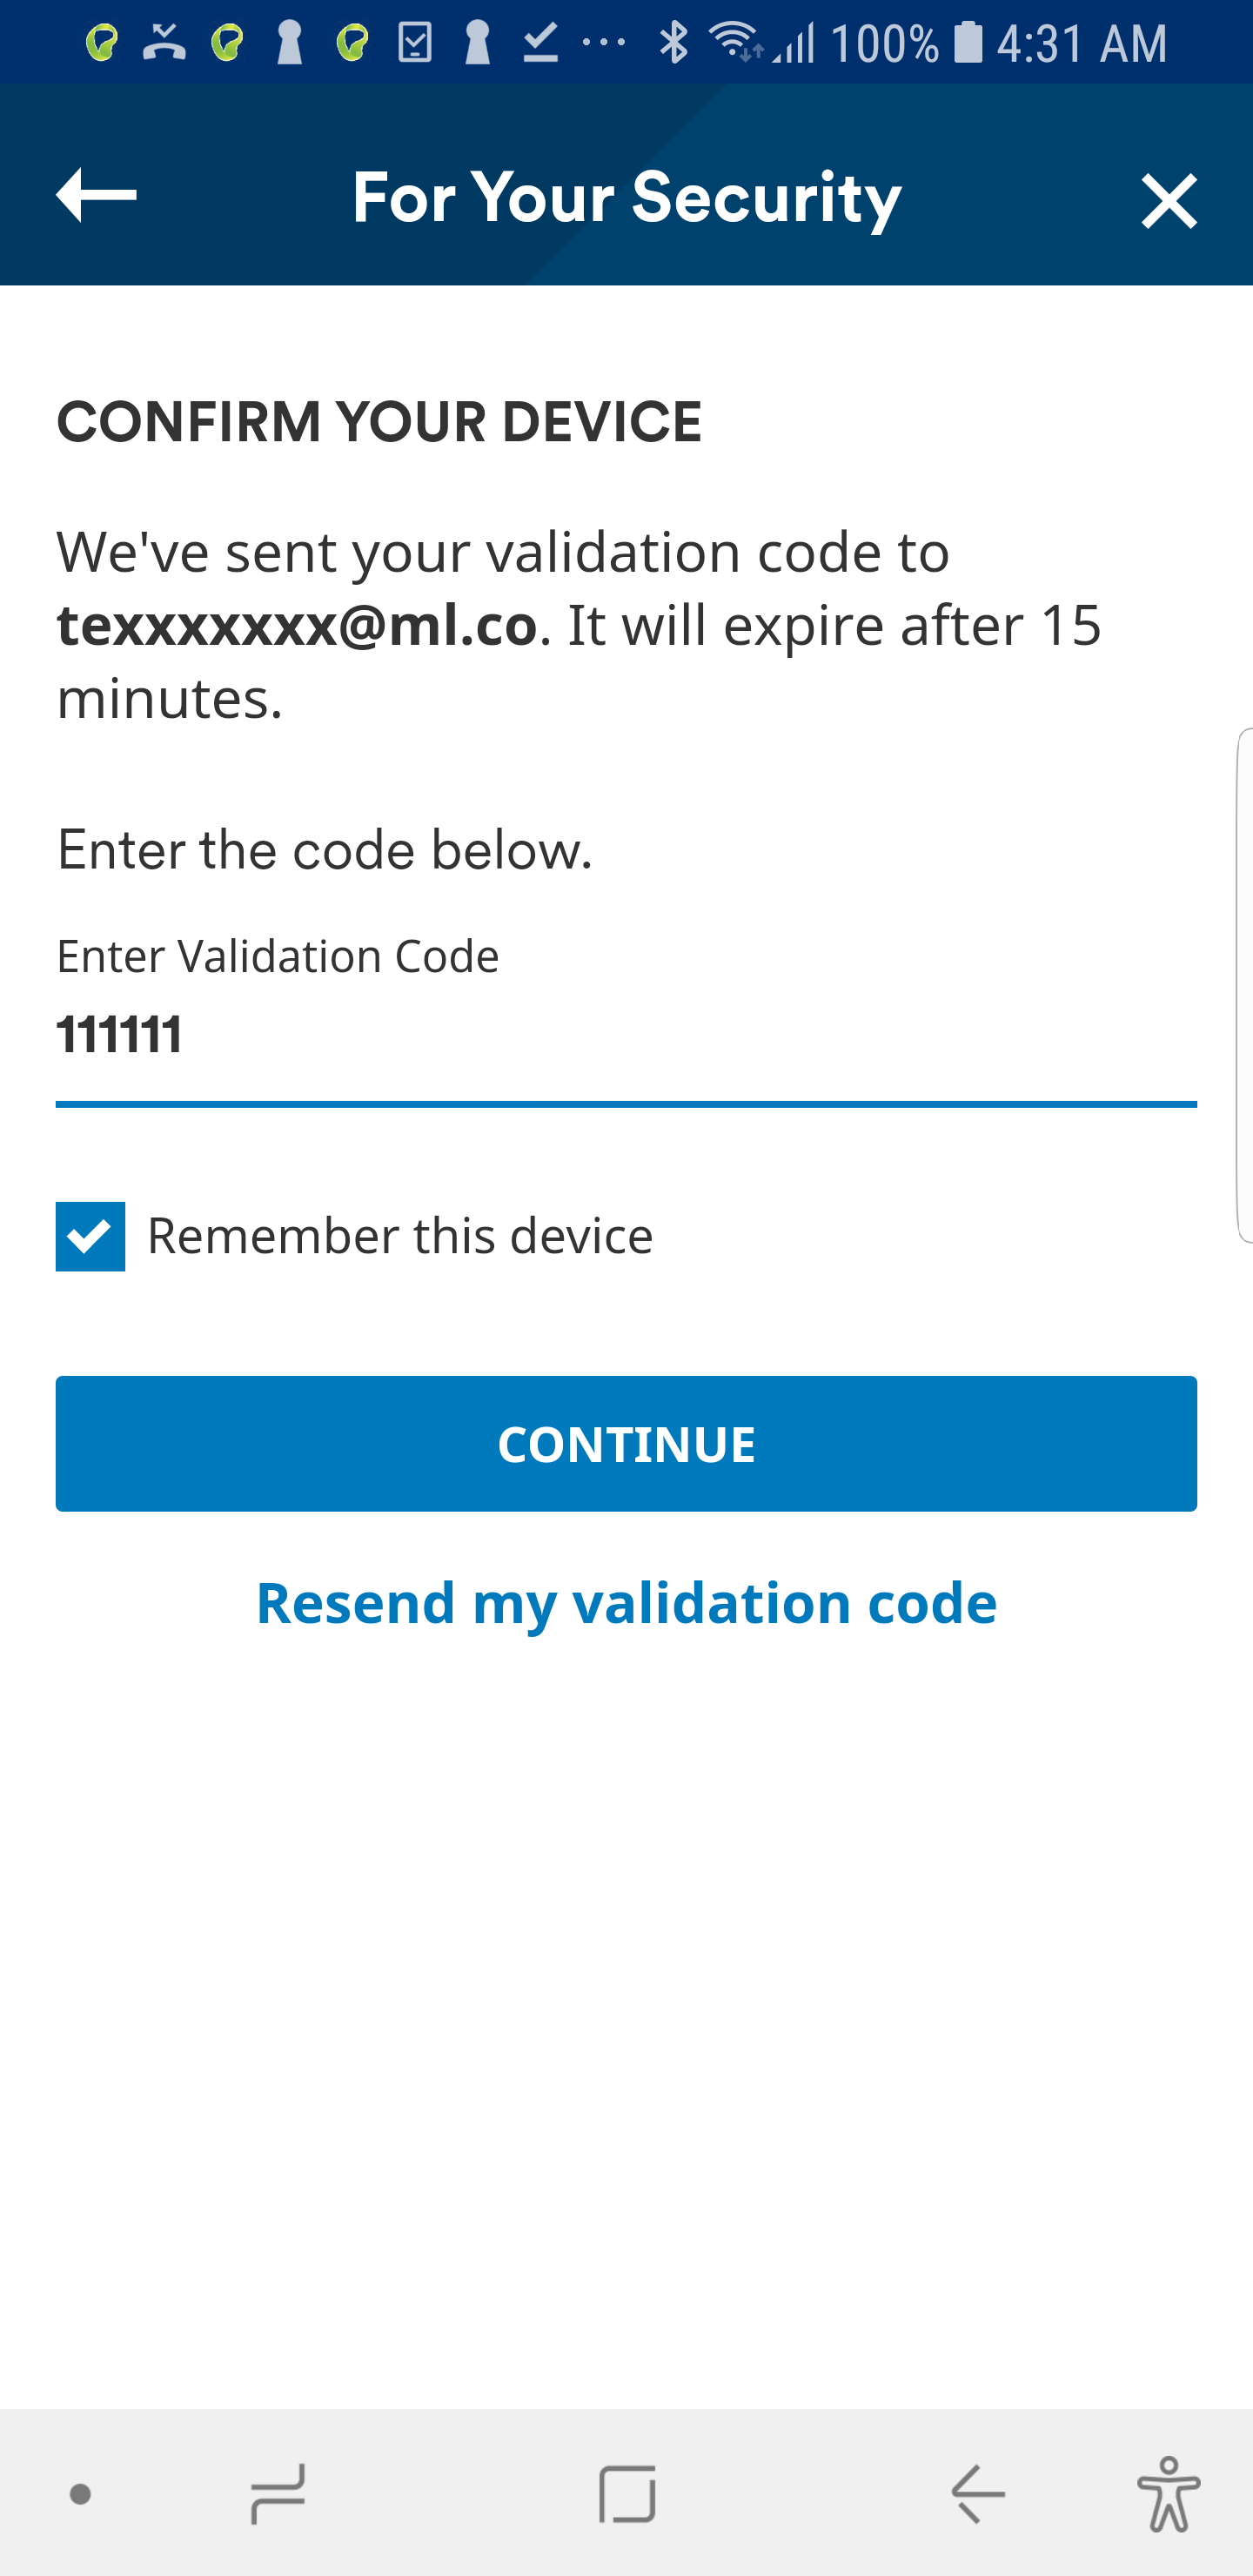 100% 4:31 AM
For Your Security
CONFIRM YOUR DEVICE
We've sent your validation code to
texxxxxxx@ml.co. It will expire after 15
minutes.
Enter the code below.
Enter Validation Code
111111
Remember this device
CONTINUE
Resend my validation code